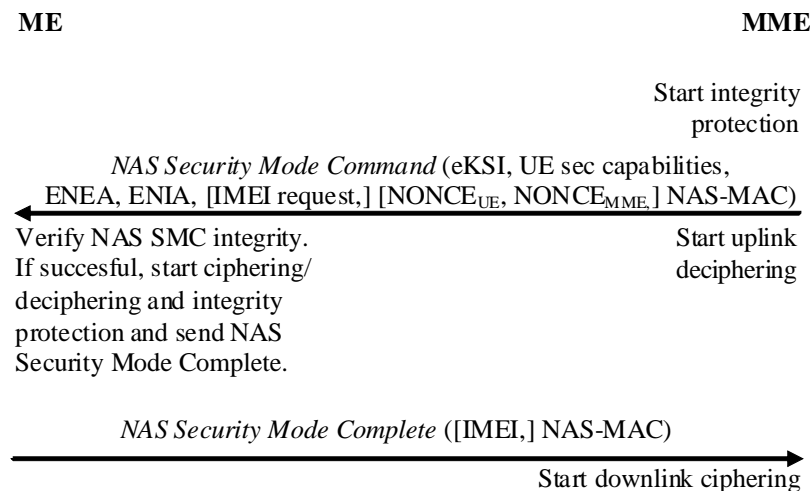 ME
MME
Start integrity
protection
NAS Security Mode Command (eKSI, UE sec capabilities,
ENEA, ENIA, [IMEI request,] [NONCEUE, NONCEMME,] NAS-MAC)
Verify NAS SMC integrity.
If succesful, start ciphering/
deciphering and integrity
protection and send NAS
Security Mode Complete.
Start uplink
deciphering
NAS Security Mode Complete ([IMEI,] NAS-MAC)
Start downlink ciphering